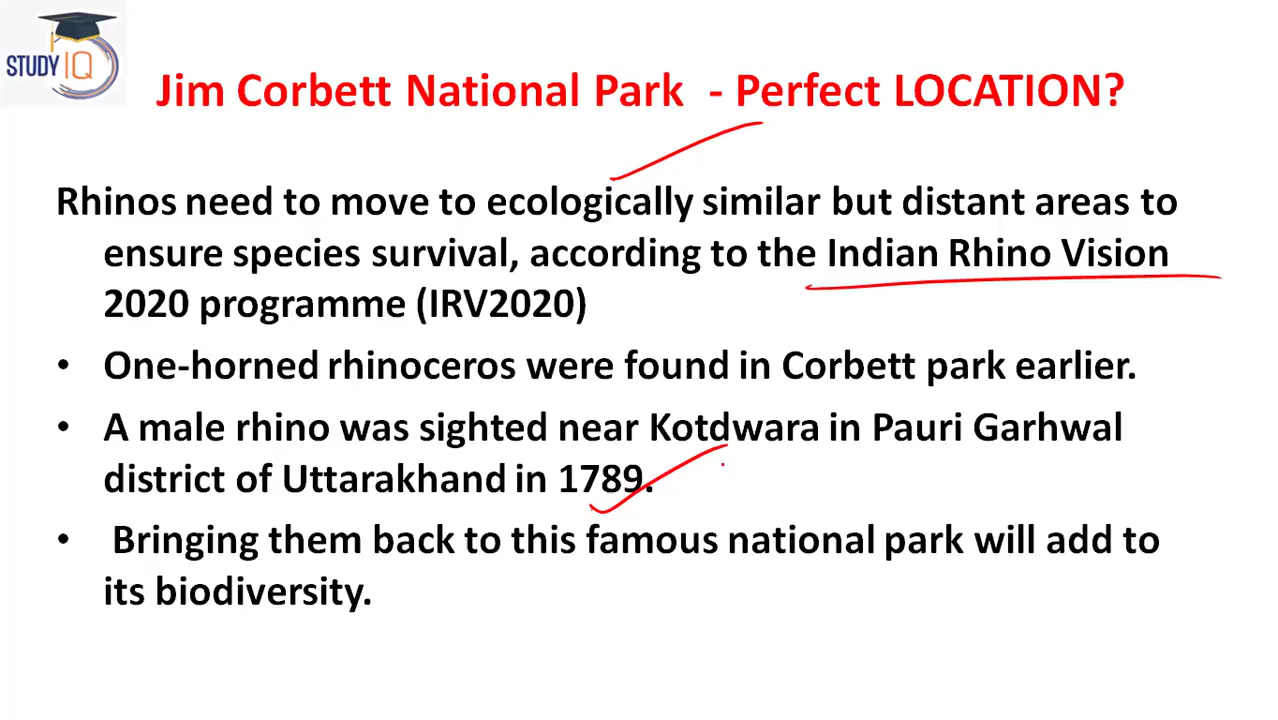 STUDY IQ
Jim Corbett National Park - Perfect LOCATION?
Rhinos need to move to ecologically similar but distant areas to
ensure species survival, according to the Indian Rhino Vision
2020 programme (IRV2020)
• One-horned rhinoceros were found in Corbett park earlier.
• A male rhino was sighted near Kotdwara in Pauri Garhwal
district of Uttarakhand in 1789.
• Bringing them back to this famous national park will add to
its biodiversity.